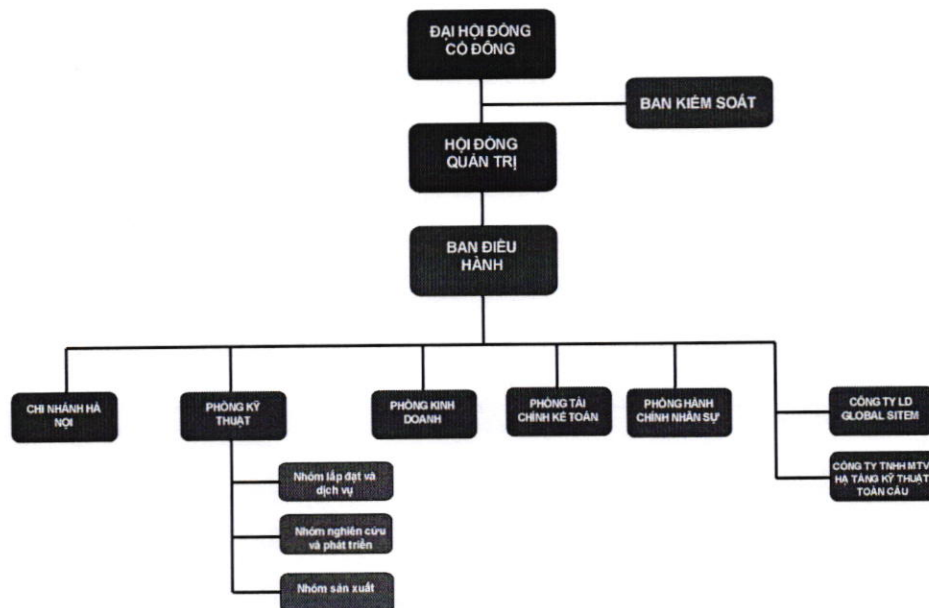 ĐẠI HỘI ĐỒNG
CỔ ĐÔNG
BAN KIỂM SOÁT
HỘI ĐỒNG
QUẢN TRỊ
BAN ĐIỀU
HÀNH
CHI NHÁNH HÀ
NỘI
PHÒNG KỸ
THUẬT
PHÒNG KINH
DOANH
PHÒNG TÀI
CHÍNH KẾ TOÁN
PHÒNG HÀNH
CHÍNH NHÂN SỰ
CÔNG TY LD
GLOBAL SITEM
CÔNG TY TNHH MTV
HẠ TẦNG KỸ THUẬT
TOÀN CẦU
Nhóm lắp đặt và
dịch vụ
Nhóm nghiên cứu
và phát triển
Nhóm sản xuất